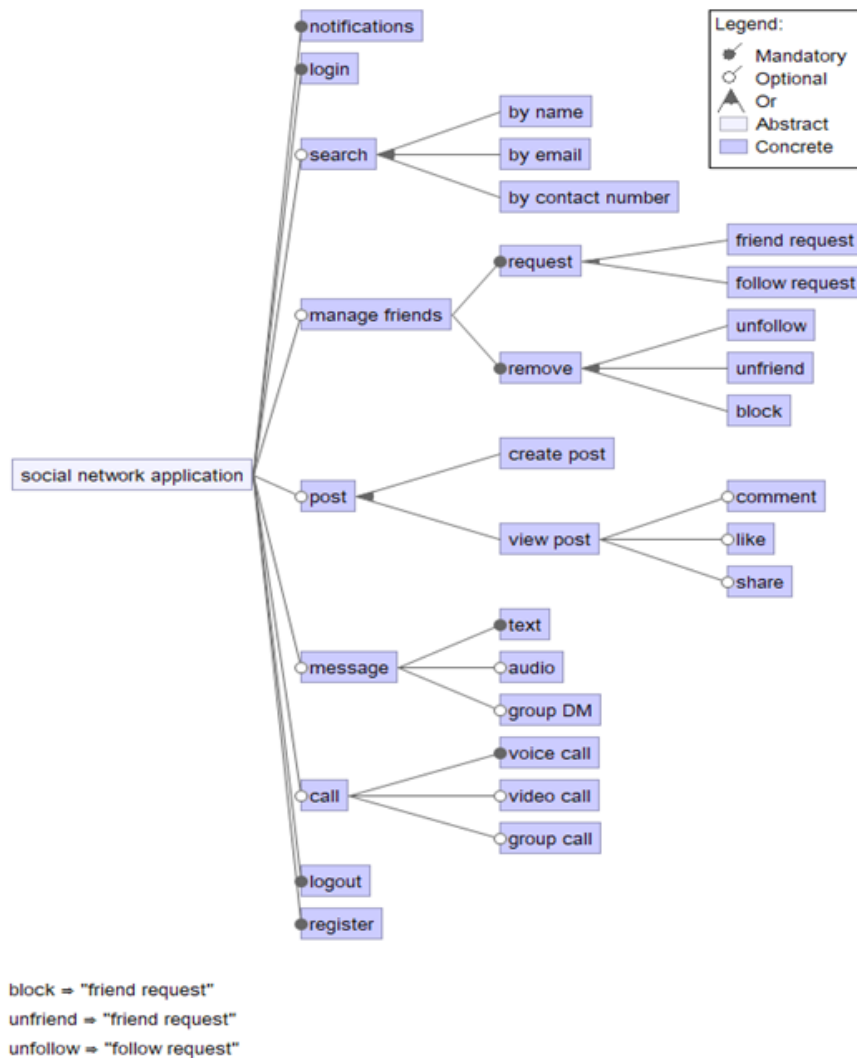 notifications
Legend:
Mandatory
Optional
Or
Abstract
Concrete
login
search
by name
by email
by contact number
manage friends
request
friend request
follow request
remove
unfollow
unfriend
block
social network application
post
create post
view post
comment
like
share
message
text
audio
group DM
call
voice call
video call
group call
logout
register
block ⇒ "friend request"
unfriend ⇒ "friend request"
unfollow ⇒ "follow request"